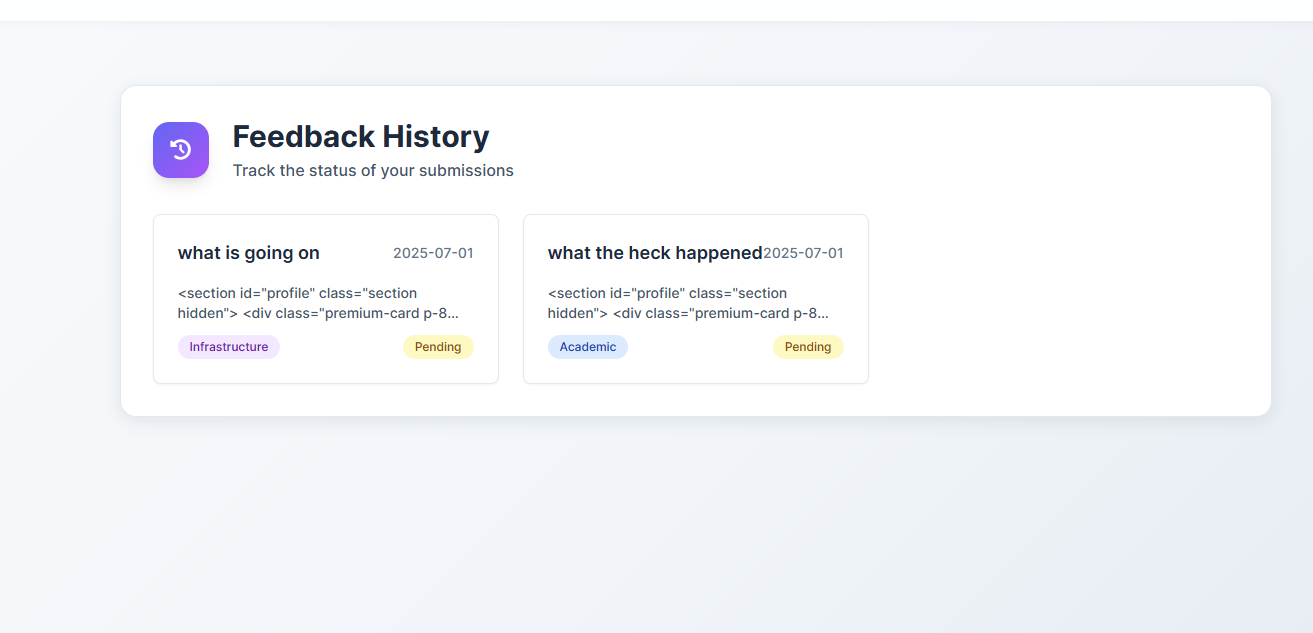 Feedback History
Track the status of your submissions
what is going on 2025-07-01
<section id="profile" class="section
hidden"> <div class="premium-card p-8...
Infrastructure Pending
what the heck happened 2025-07-01
<section id="profile" class="section
hidden"> <div class="premium-card p-8...
Academic Pending